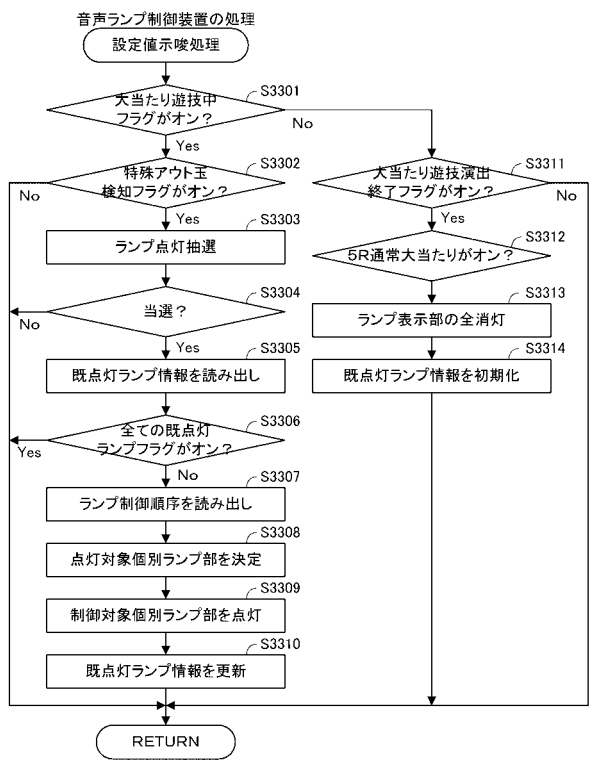 音声ランプ制御装置の処理
設定値示唆処理
S3301
大当たり遊技中
フラグがオン？
No
Yes
S3302
特殊アウト玉
検知フラグがオン？
No
Yes
S3303
ランプ点灯抽選
S3304
当選？
No
Yes
S3305
既点灯ランプ情報を読み出し
S3306
全ての既点灯
ランプフラグがオン？
Yes
No
S3307
ランプ制御順序を読み出し
S3308
点灯対象個別ランプ部を決定
S3309
制御対象個別ランプ部を点灯
S3310
既点灯ランプ情報を更新
S3311
大当たり遊技演出
終了フラグがオン？
No
Yes
S3312
5R通常大当たりがオン？
S3313
ランプ表示部の全消灯
S3314
既点灯ランプ情報を初期化
RETURN